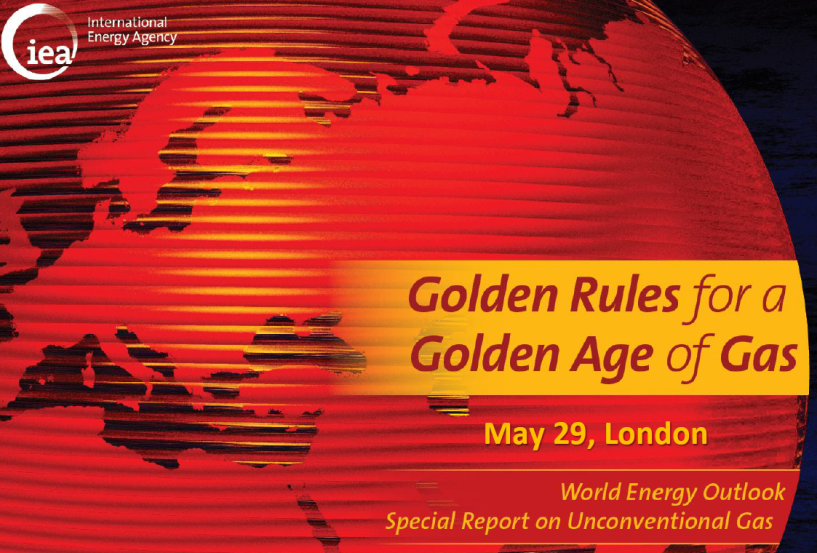 iea
International
Energy Agency
Golden Rules for a
Golden Age of Gas
May 29, London
World Energy Outlook
Special Report on Unconventional Gas